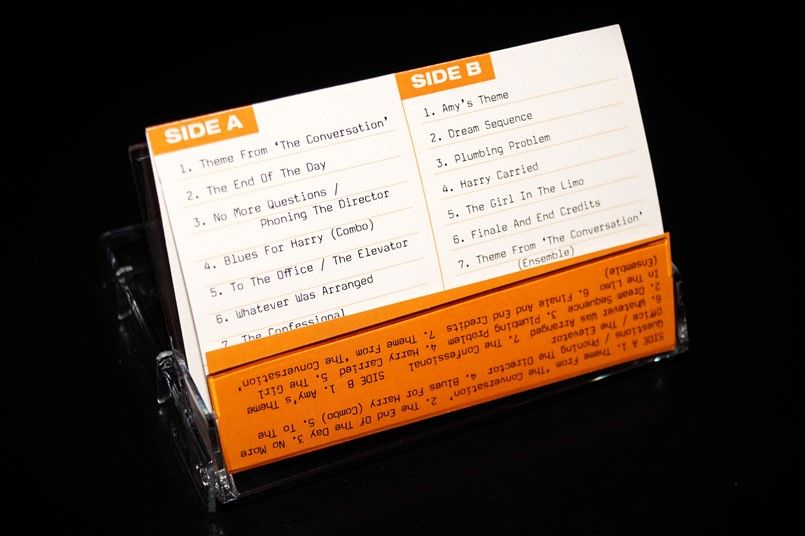 SIDE A
1. Theme From 'The Conversation'
2. The End Of The Day
3. No More Questions /
Phoning The Director
4. Blues For Harry (Combo)
5. To The Office / The Elevator
6. Whatever Was Arranged
7. The Confessional
SIDE B
1. Amy's Theme
2. Dream Sequence
3. Plumbing Problem
4. Harry Carried
5. The Girl In The Limo
6. Finale And End Credits
7. Theme From 'The Conversation'
(Ensemble)
SIDE A 1. Theme From 'The Conversation' 2. The End Of The Day 3. No More
Questions / Phoning The Director 4. Blues For Harry (Combo) 5. To The
Office / The Elevator
6. Whatever Was Arranged 7. The Confessional SIDE B 1. Amy's Theme
2. Dream Sequence 3. Plumbing Problem 4. Harry Carried 5. The Girl
In The Limo 6. Finale And End Credits 7. Theme From 'The Conversation'
(Ensemble)